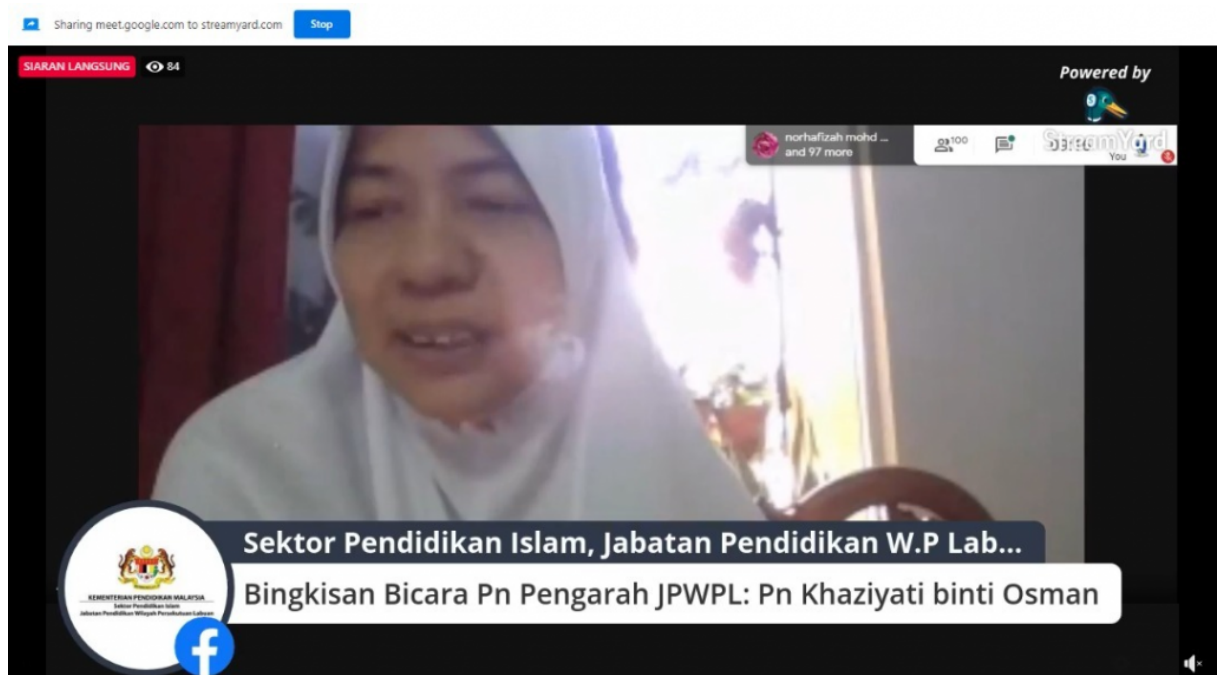 Sharing meet.google.com to streamyard.com Stop
SIARAN LANGSUNG 84
Powered by
StreamYard
norhafizah mohd ...
and 97 more
100
You
Sektor Pendidikan Islam, Jabatan Pendidikan W.P Lab...
Bingkisan Bicara Pn Pengarah JPWPL: Pn Khaziyati binti Osman
KEMENTERIAN PENDIDIKAN MALAYSIA
Sektor Pendidikan Islam
Jabatan Pendidikan Wilayah Persekutuan Labuan